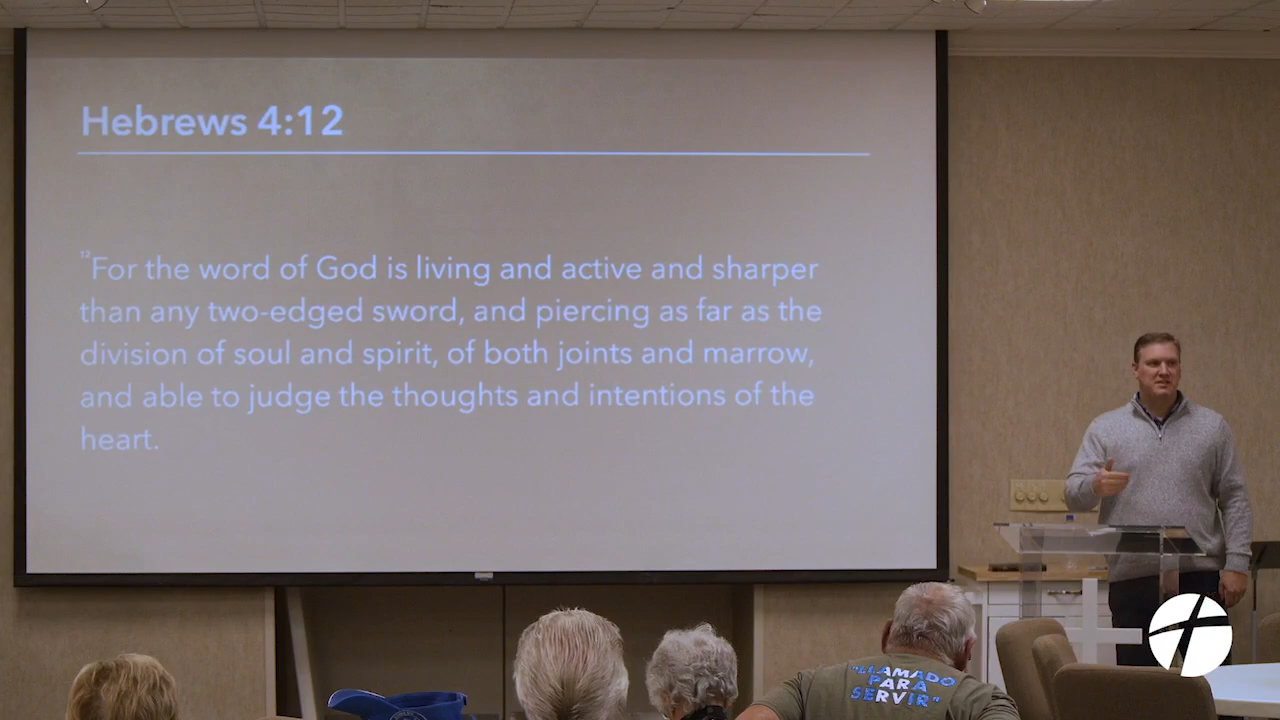 Hebrews 4:12
12For the word of God is living and active and sharper
than any two-edged sword, and piercing as far as the
division of soul and spirit, of both joints and marrow,
and able to judge the thoughts and intentions of the
heart.
"LLAMADO
PARA
SERVIR"